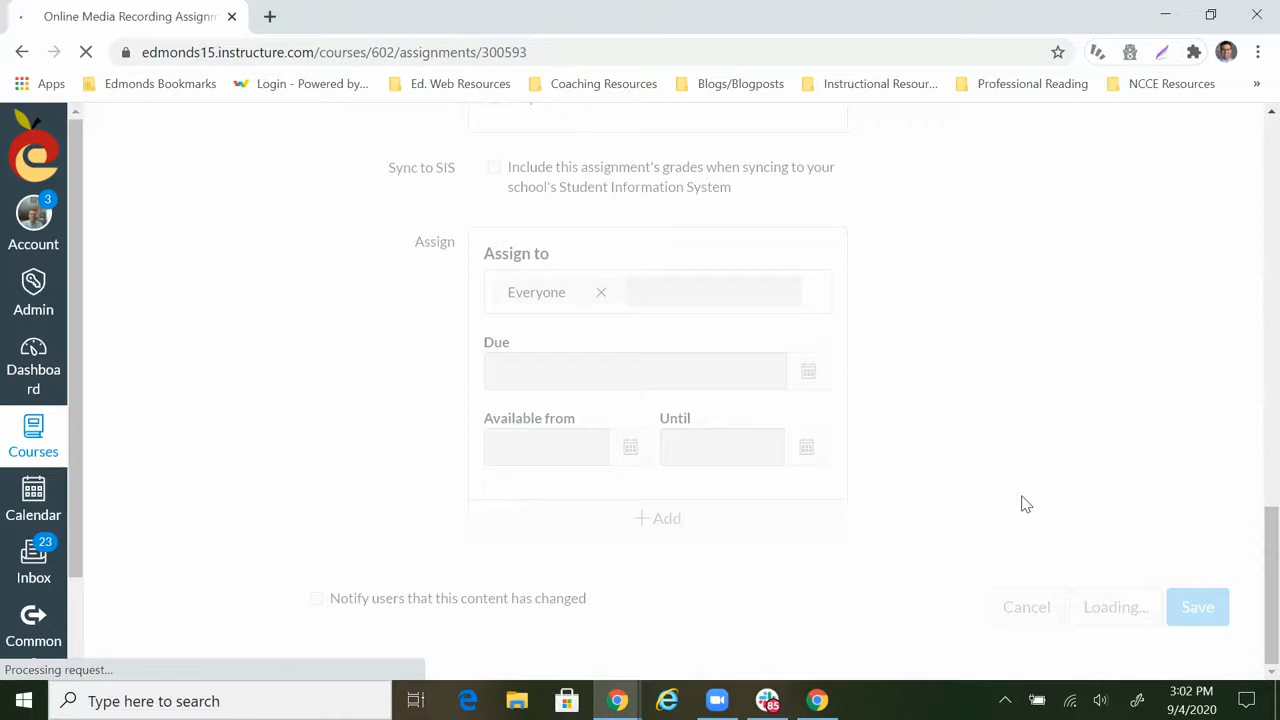 Online Media Recording Assignm
edmonds15.instructure.com/courses/602/assignments/300593
Apps Edmonds Bookmarks Login - Powered by... Ed. Web Resources Coaching Resources Blogs/Blogposts Instructional Resour... Professional Reading NCCE Resources »
3
Account
Admin
Dashboa
rd
Courses
Calendar
23
Inbox
Common
Sync to SIS
Include this assignment's grades when syncing to your
school's Student Information System
Assign
Assign to
Everyone
Due
Available from Until
+ Add
Notify users that this content has changed
Cancel Loading... Save
Processing request...
Type here to search
85
3:02 PM
9/4/2020